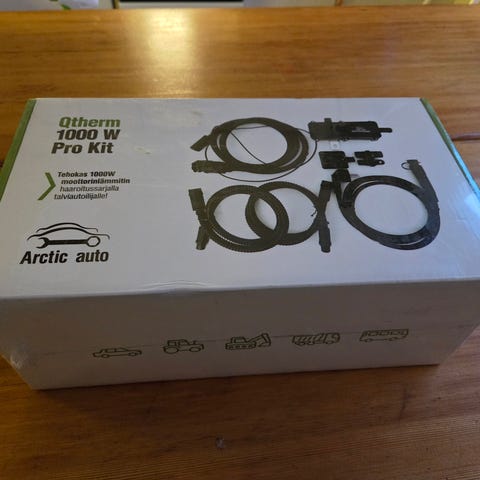 Qtherm
1000 W
Pro Kit
Tehokas 1000W
moottorinlämmitin
haaroitussarjalla
talviautoilijalle!
Arctic auto